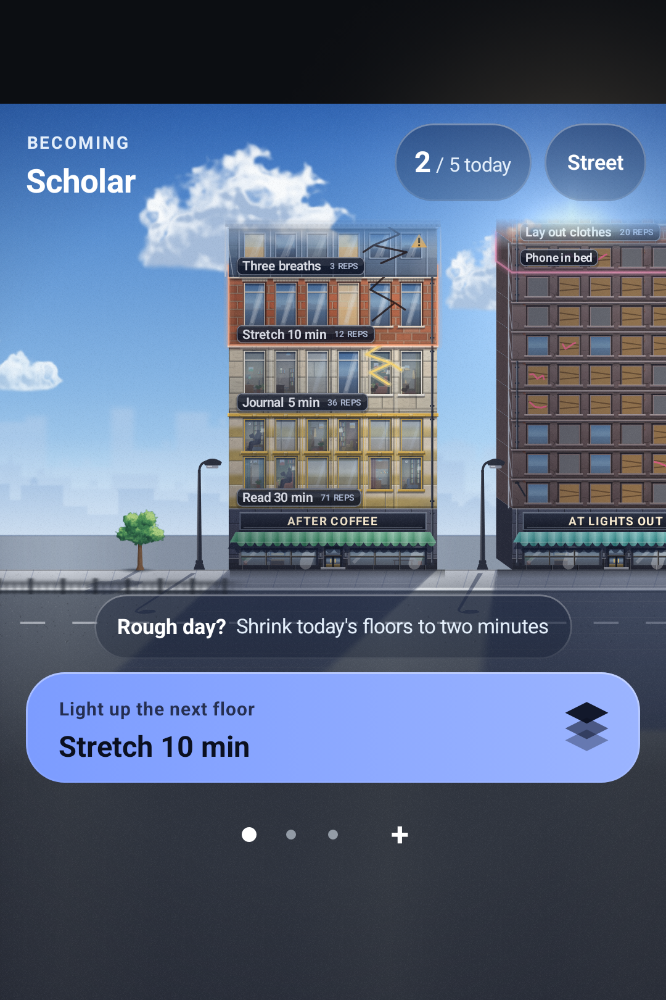 BECOMING
Scholar
2 / 5 today
Street
Three breaths 3 REPS
Stretch 10 min 12 REPS
Journal 5 min 36 REPS
Read 30 min 71 REPS
AFTER COFFEE
Lay out clothes 20 REPS
Phone in bed
AT LIGHTS OUT
Rough day? Shrink today's floors to two minutes
Light up the next floor
Stretch 10 min
+